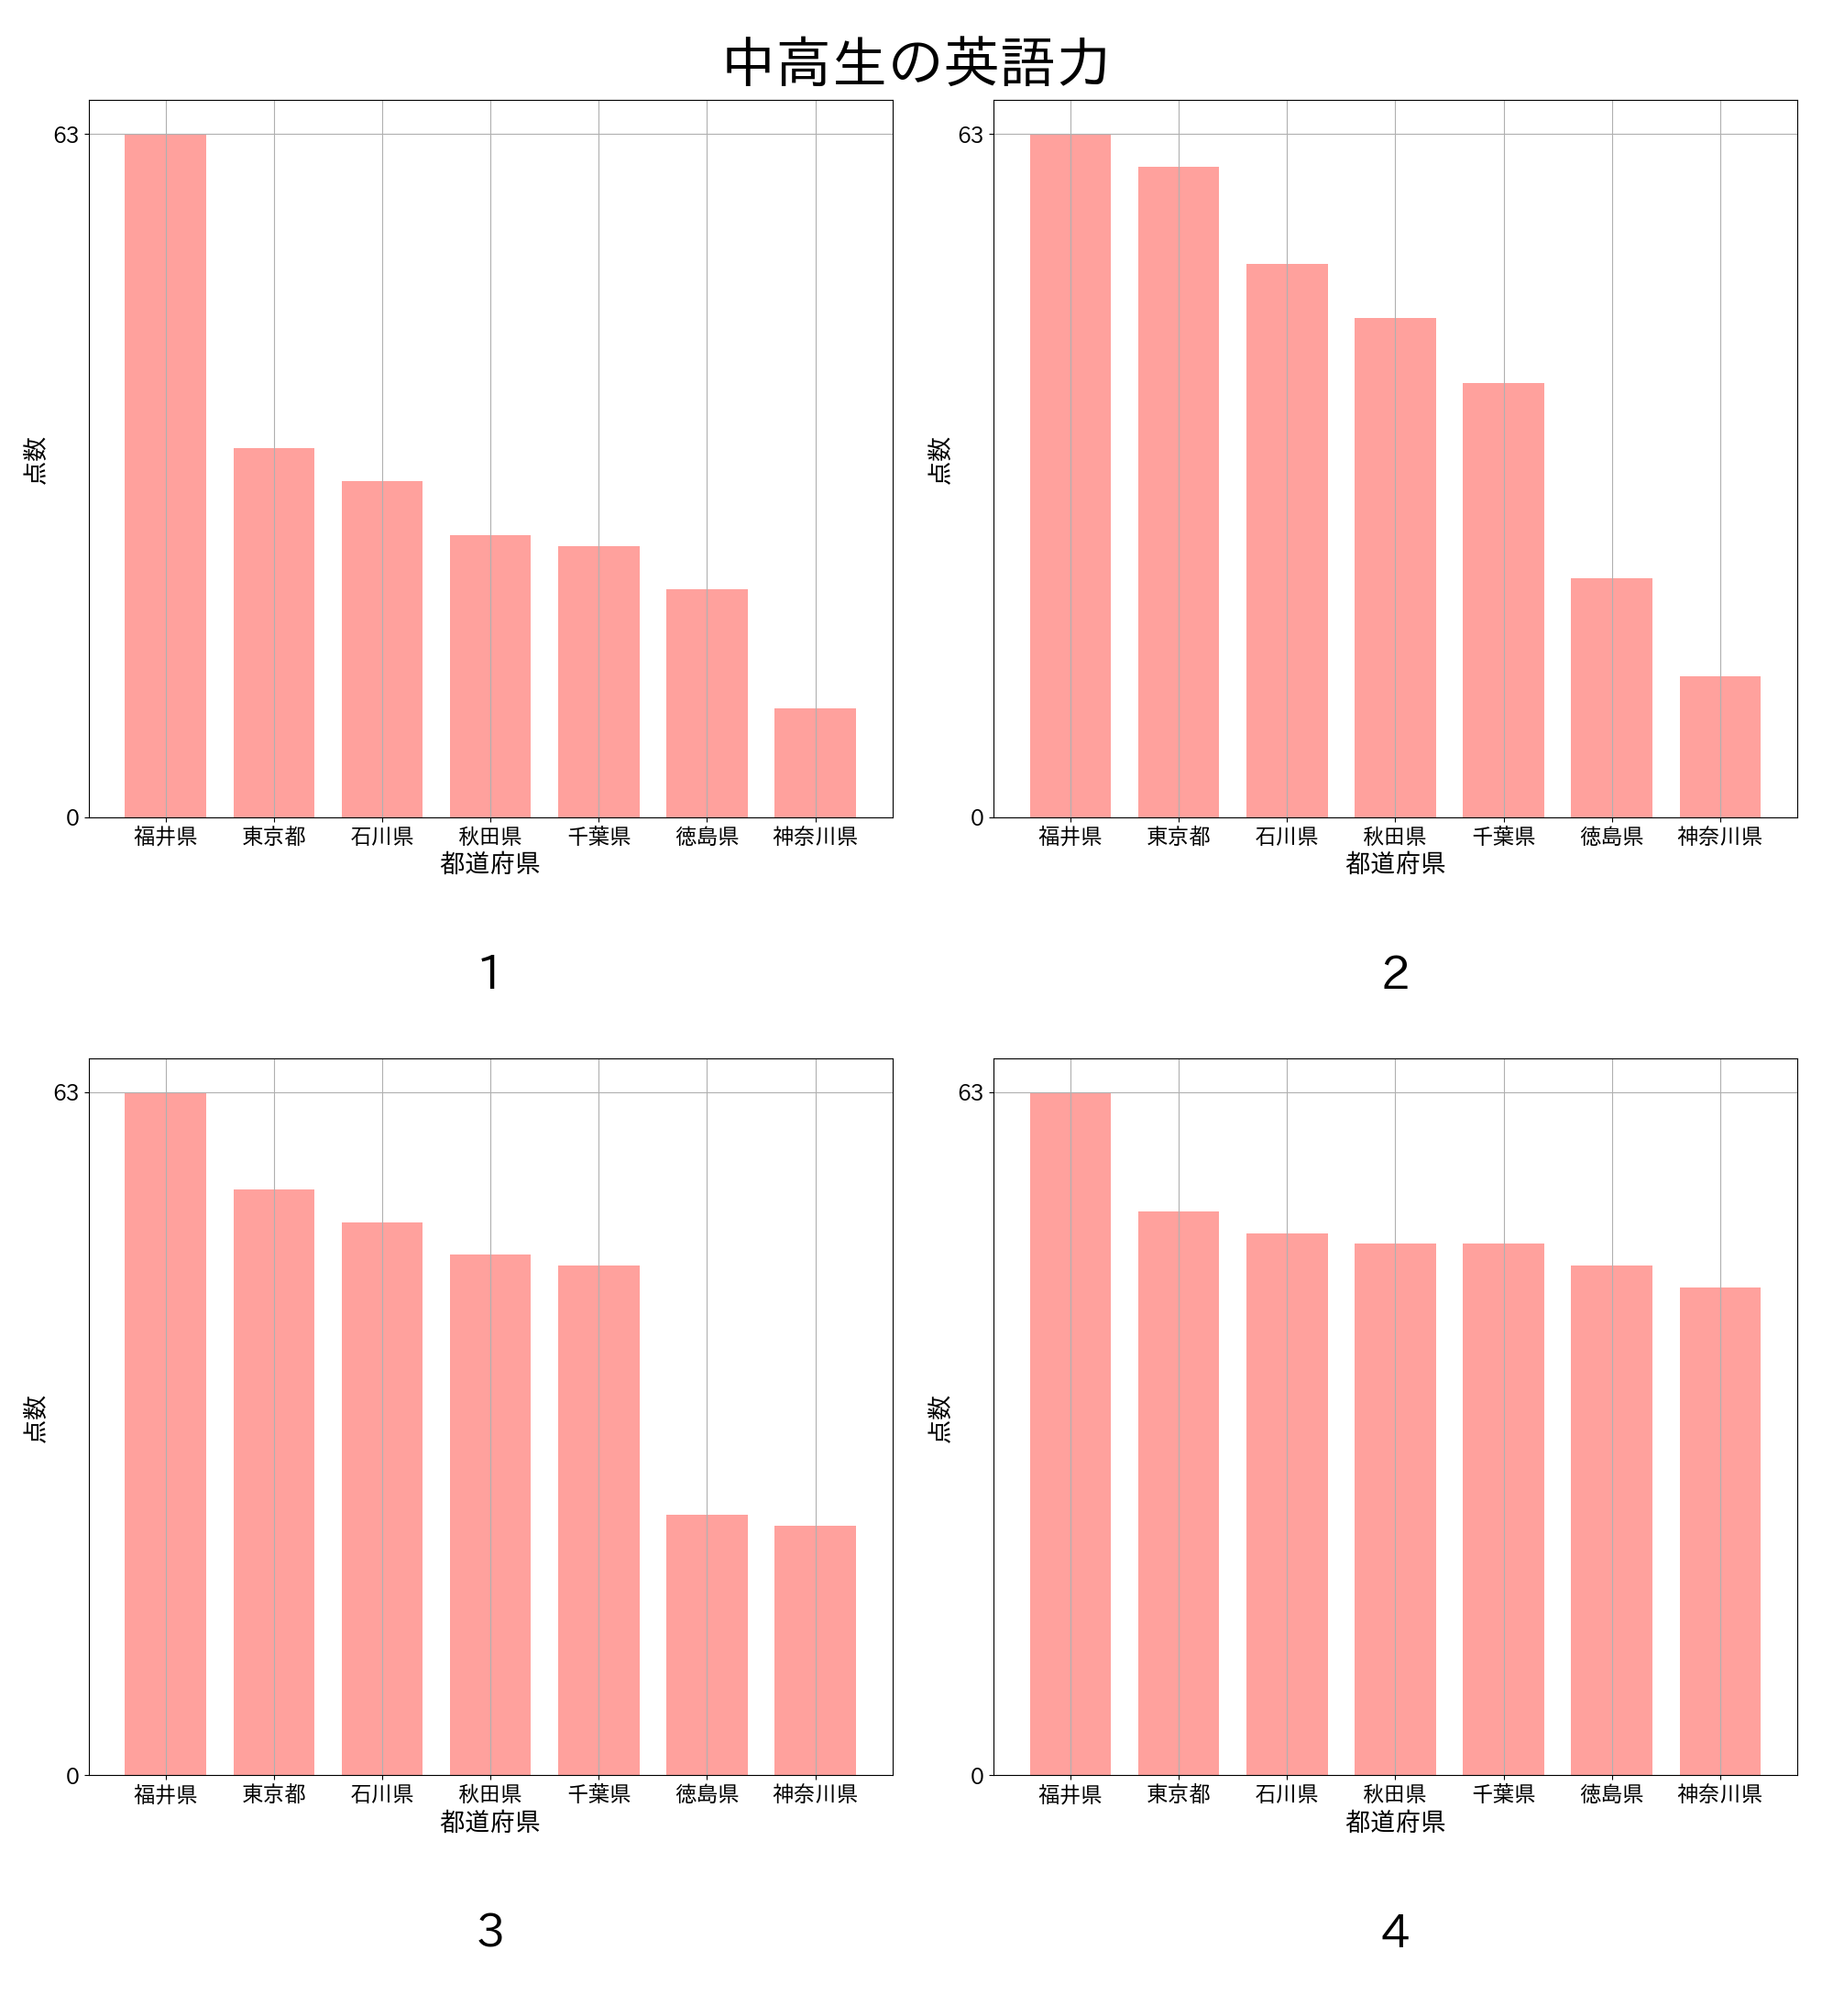 中高生の英語力
63
0
点数
福井県 東京都 石川県 秋田県 千葉県 徳島県 神奈川県
都道府県
1
63
0
点数
福井県 東京都 石川県 秋田県 千葉県 徳島県 神奈川県
都道府県
2
63
0
点数
福井県 東京都 石川県 秋田県 千葉県 徳島県 神奈川県
都道府県
3
63
0
点数
福井県 東京都 石川県 秋田県 千葉県 徳島県 神奈川県
都道府県
4